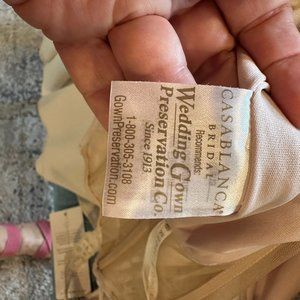 CASABLANCA
BRIDAL
Recommends
Wedding Gown
Preservation Co.
Since 1913
1-800-305-3108
GownPreservation.com